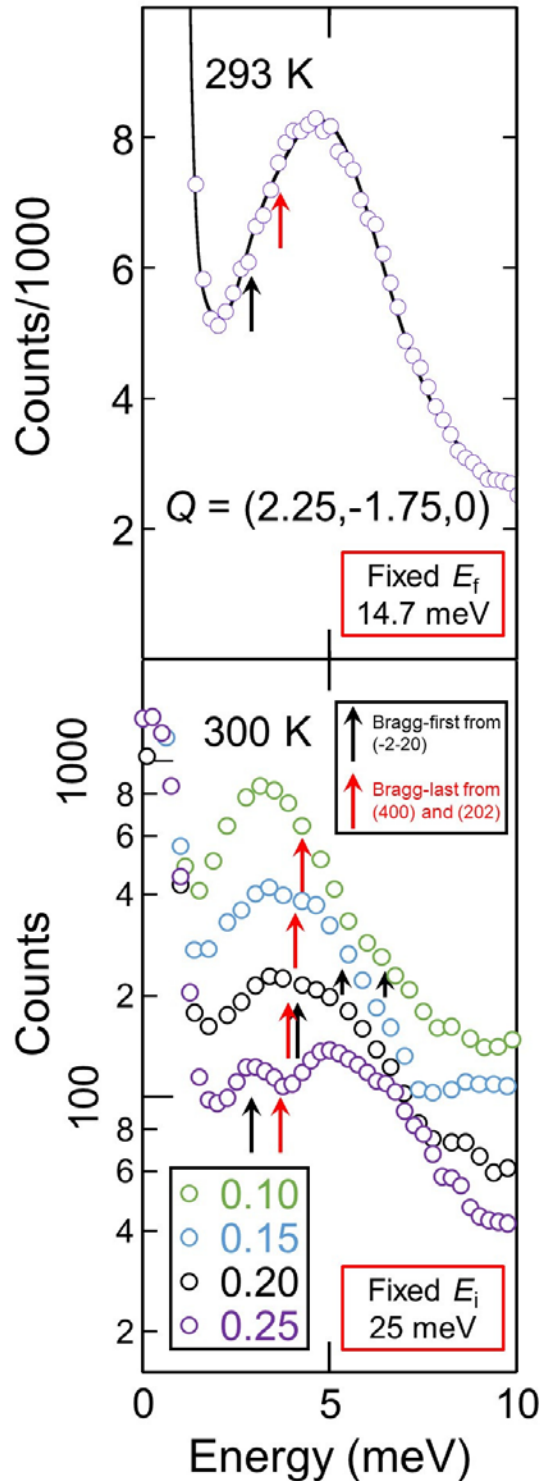 293 K
8
6
4
2
Counts/1000
Q = (2.25,-1.75,0)
Fixed Ef
14.7 meV
300 K
Bragg-first from
(-2-20)
Bragg-last from
(400) and (202)
1000
8
6
4
2
100
8
6
4
2
Counts
0.10
0.15
0.20
0.25
Fixed Ei
25 meV
0
5
10
Energy (meV)